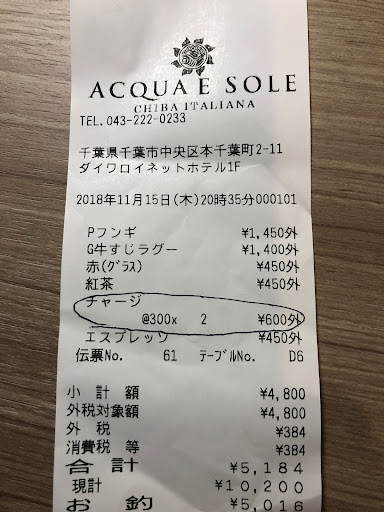 ACQUA E SOLE
CHIBA ITALIANA
TEL.043-222-0233
千葉県千葉市中央区本千葉町2-11
ダイワロイネットホテル1F
2018年11月15日(木)20時35分000101
Pフンギ ¥1,450外
G牛すじラグー ¥1,400外
赤(グラス) ¥450外
紅茶 ¥450外
チャージ
@300x 2 ¥600外
エスプレッソ ¥450外
伝票No. 61 テーブルNo. D6
小計額 ¥4,800
外税対象額 ¥4,800
外税 ¥384
消費税等 ¥384
合計 ¥5,184
現計 ¥10,200
お釣 ¥5,016